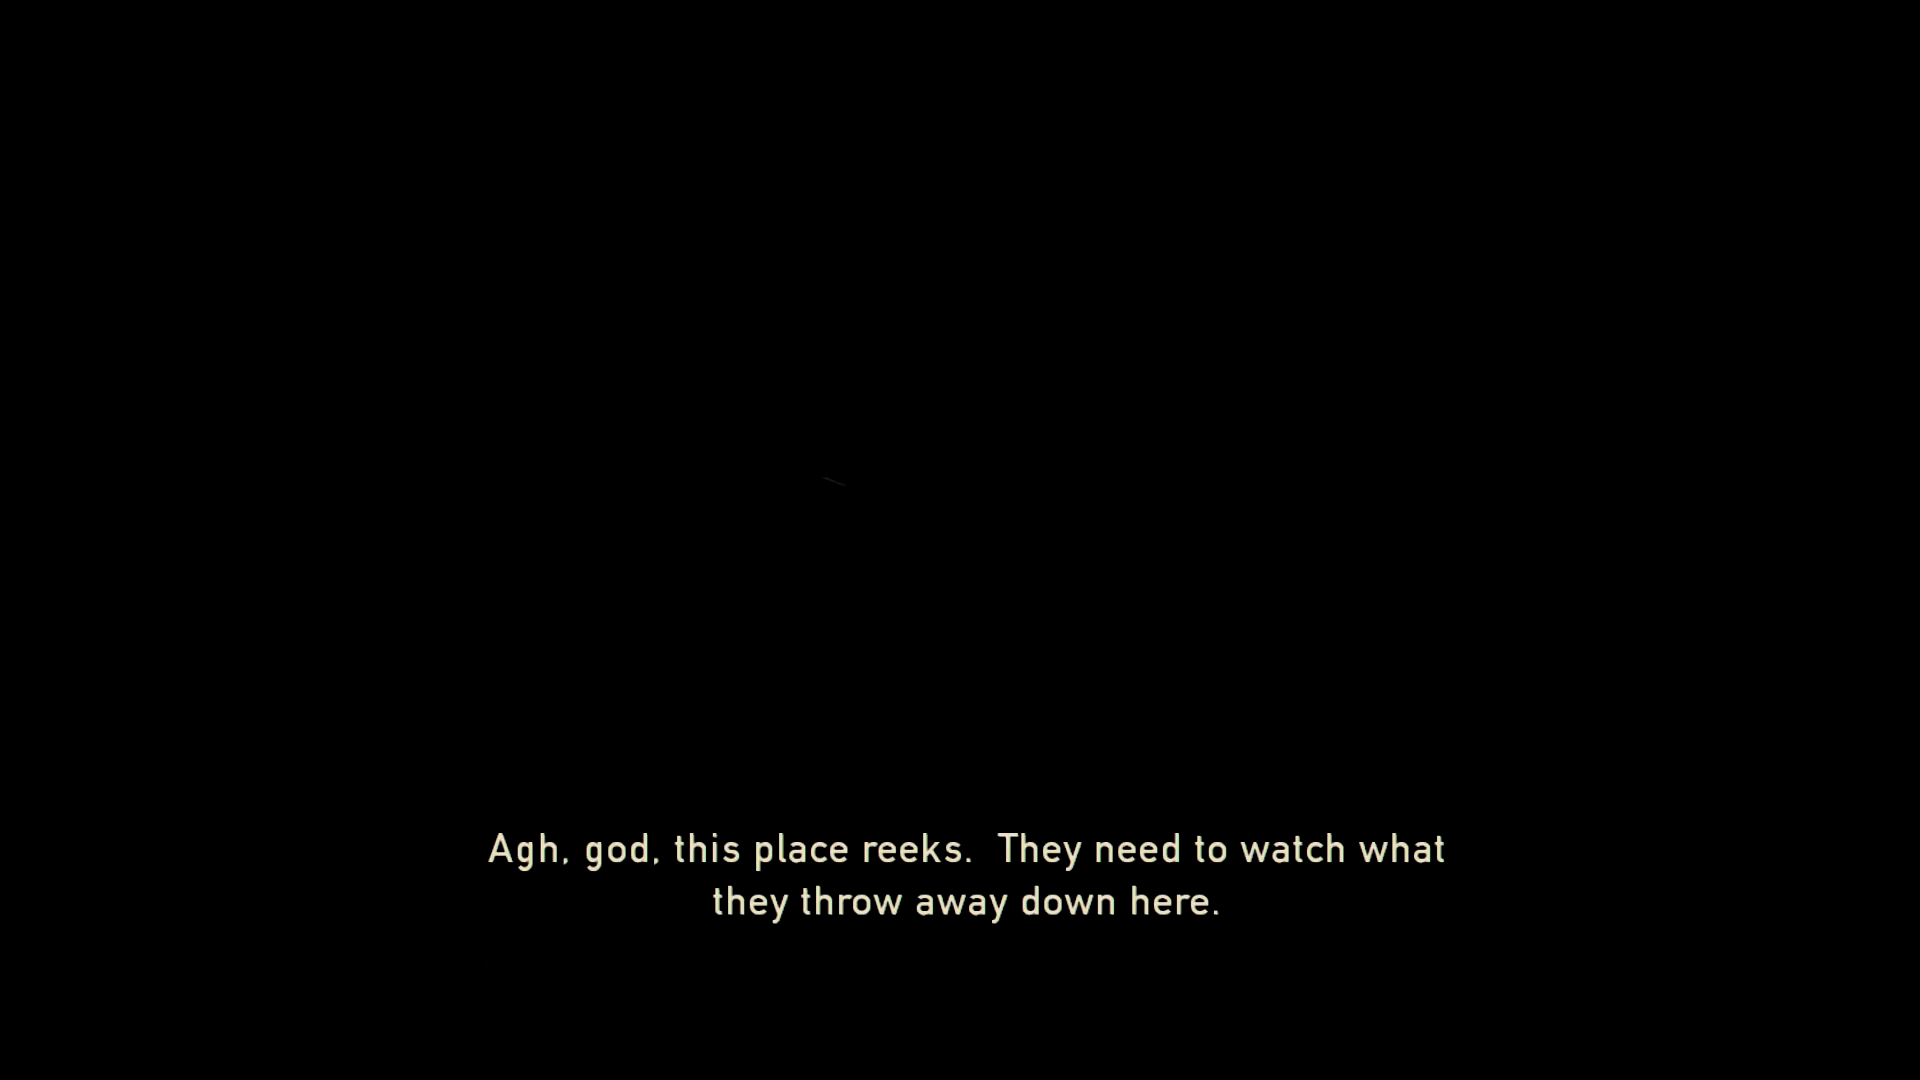 Agh, god, this place reeks.  They need to watch what
they throw away down here.